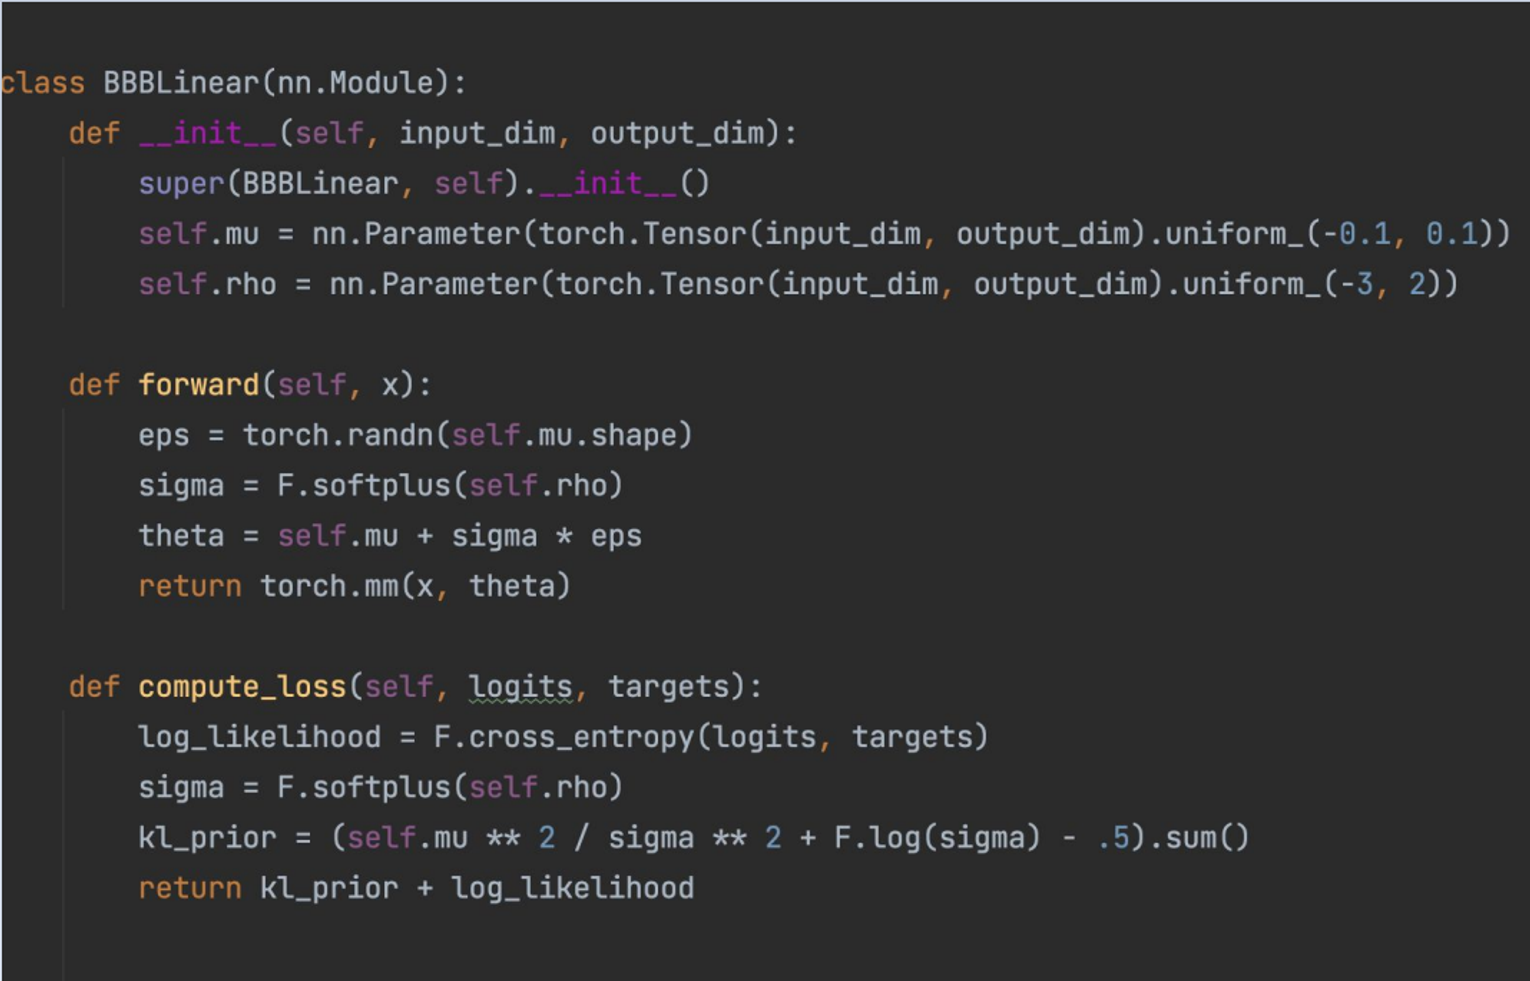 class BBBLinear(nn.Module):
    def __init__(self, input_dim, output_dim):
        super(BBBLinear, self).__init__()
        self.mu = nn.Parameter(torch.Tensor(input_dim, output_dim).uniform_(-0.1, 0.1))
        self.rho = nn.Parameter(torch.Tensor(input_dim, output_dim).uniform_(-3, 2))
    def forward(self, x):
        eps = torch.randn(self.mu.shape)
        sigma = F.softplus(self.rho)
        theta = self.mu + sigma * eps
        return torch.mm(x, theta)
    def compute_loss(self, logits, targets):
        log_likelihood = F.cross_entropy(logits, targets)
        sigma = F.softplus(self.rho)
        kl_prior = (self.mu ** 2 / sigma ** 2 + F.log(sigma) - .5).sum()
        return kl_prior + log_likelihood